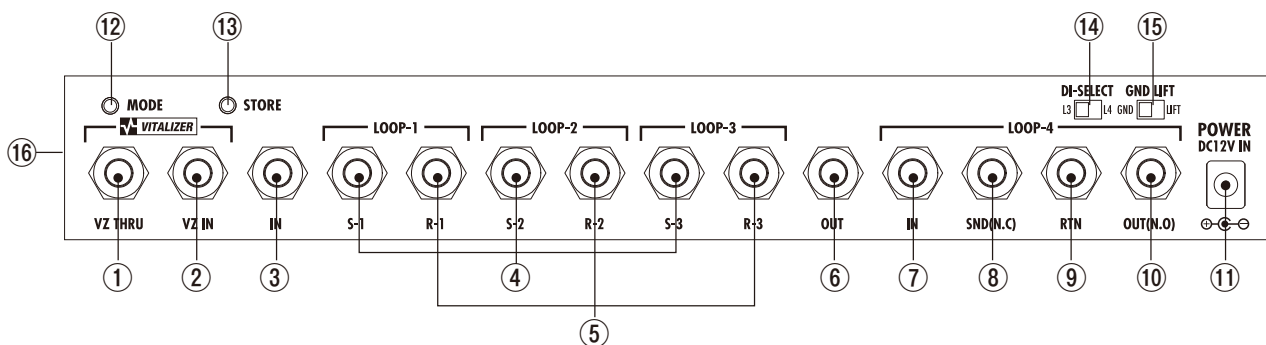 ⑫ ⑬ ⑭ ⑮
DI-SELECT GND LIFT
MODE STORE L3 L4 GND LIFT
VITALIZER LOOP-1 LOOP-2 LOOP-3 LOOP-4 POWER
DC12V IN
⑯
VZ THRU VZ IN IN S-1 R-1 S-2 R-2 S-3 R-3 OUT IN SND(N.C) RTN OUT(N.O) + −
① ② ③ ④ ⑥ ⑦ ⑧ ⑨ ⑩ ⑪
⑤